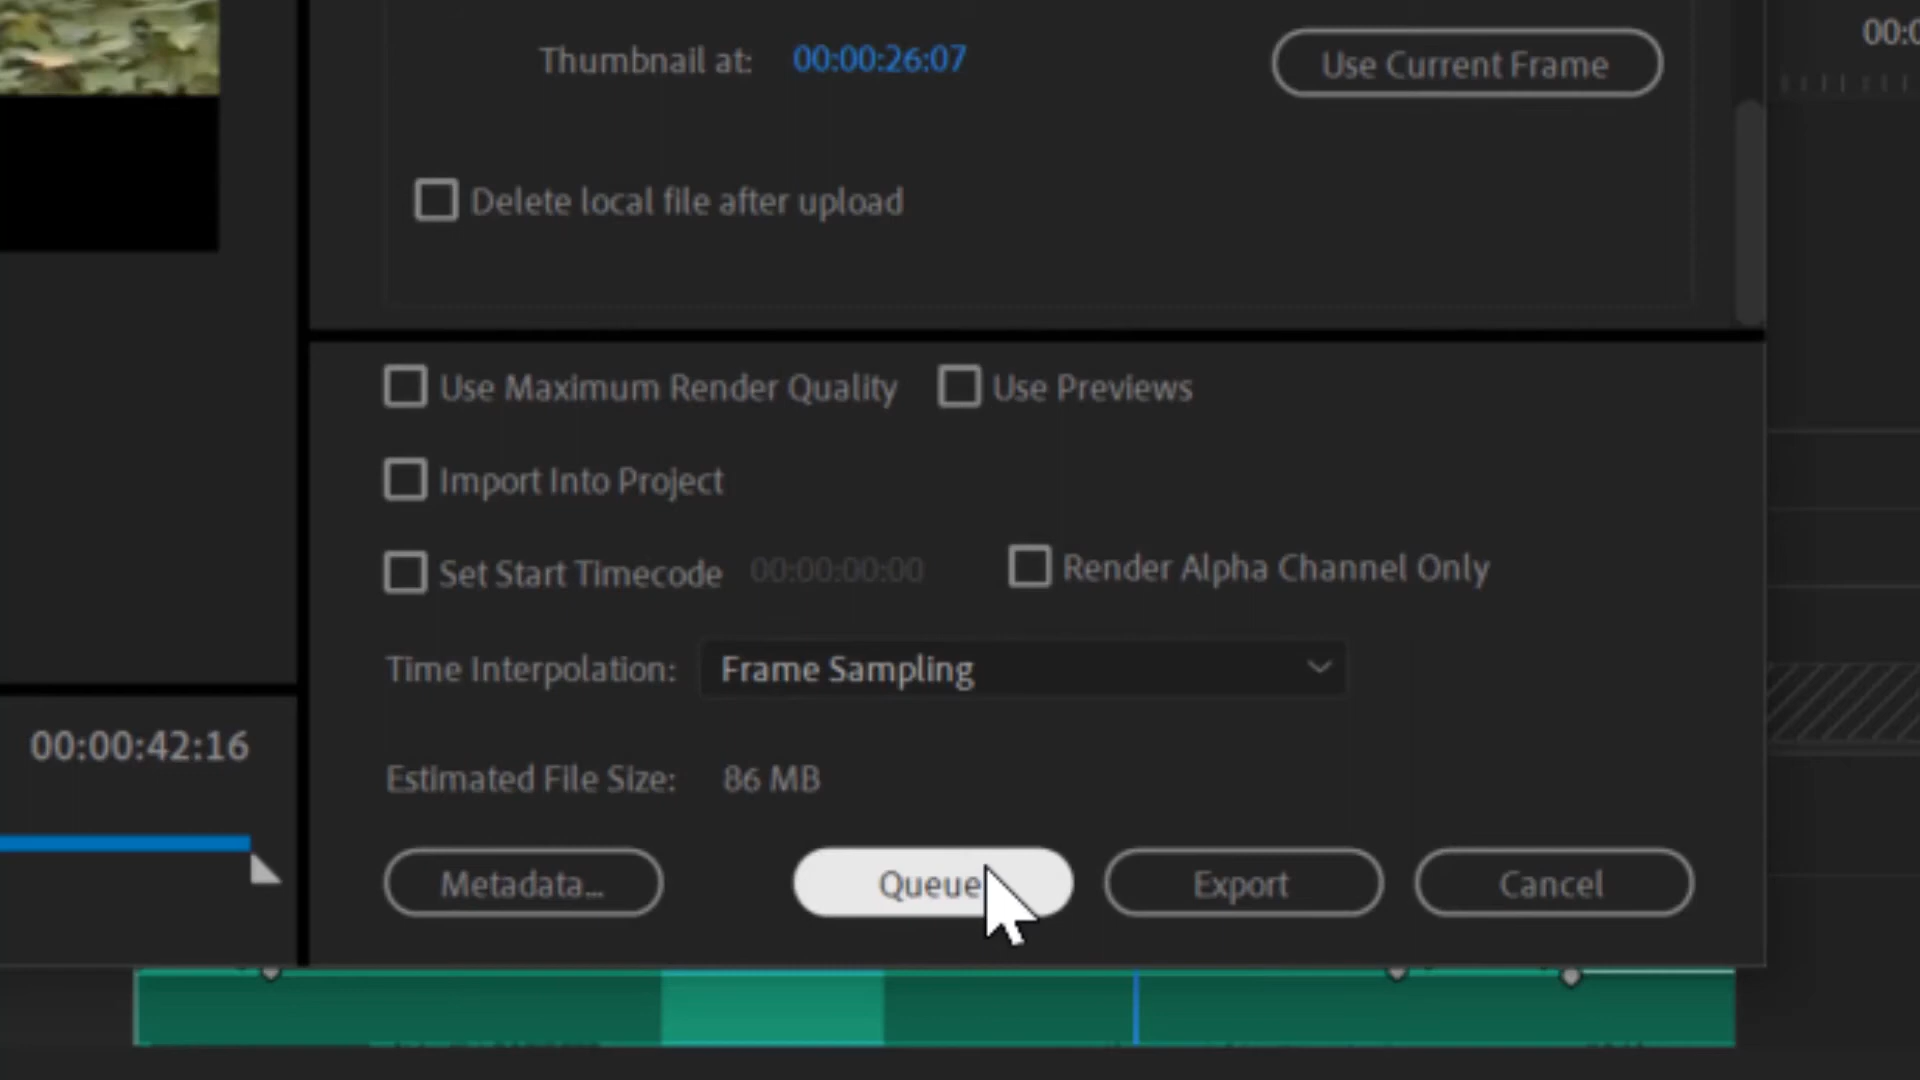 Thumbnail at: 00:00:26:07 Use Current Frame
Delete local file after upload
Use Maximum Render Quality Use Previews
Import Into Project
Set Start Timecode 00:00:00:00 Render Alpha Channel Only
Time Interpolation: Frame Sampling
00:00:42:16
Estimated File Size: 86 MB
Metadata... Queue Export Cancel